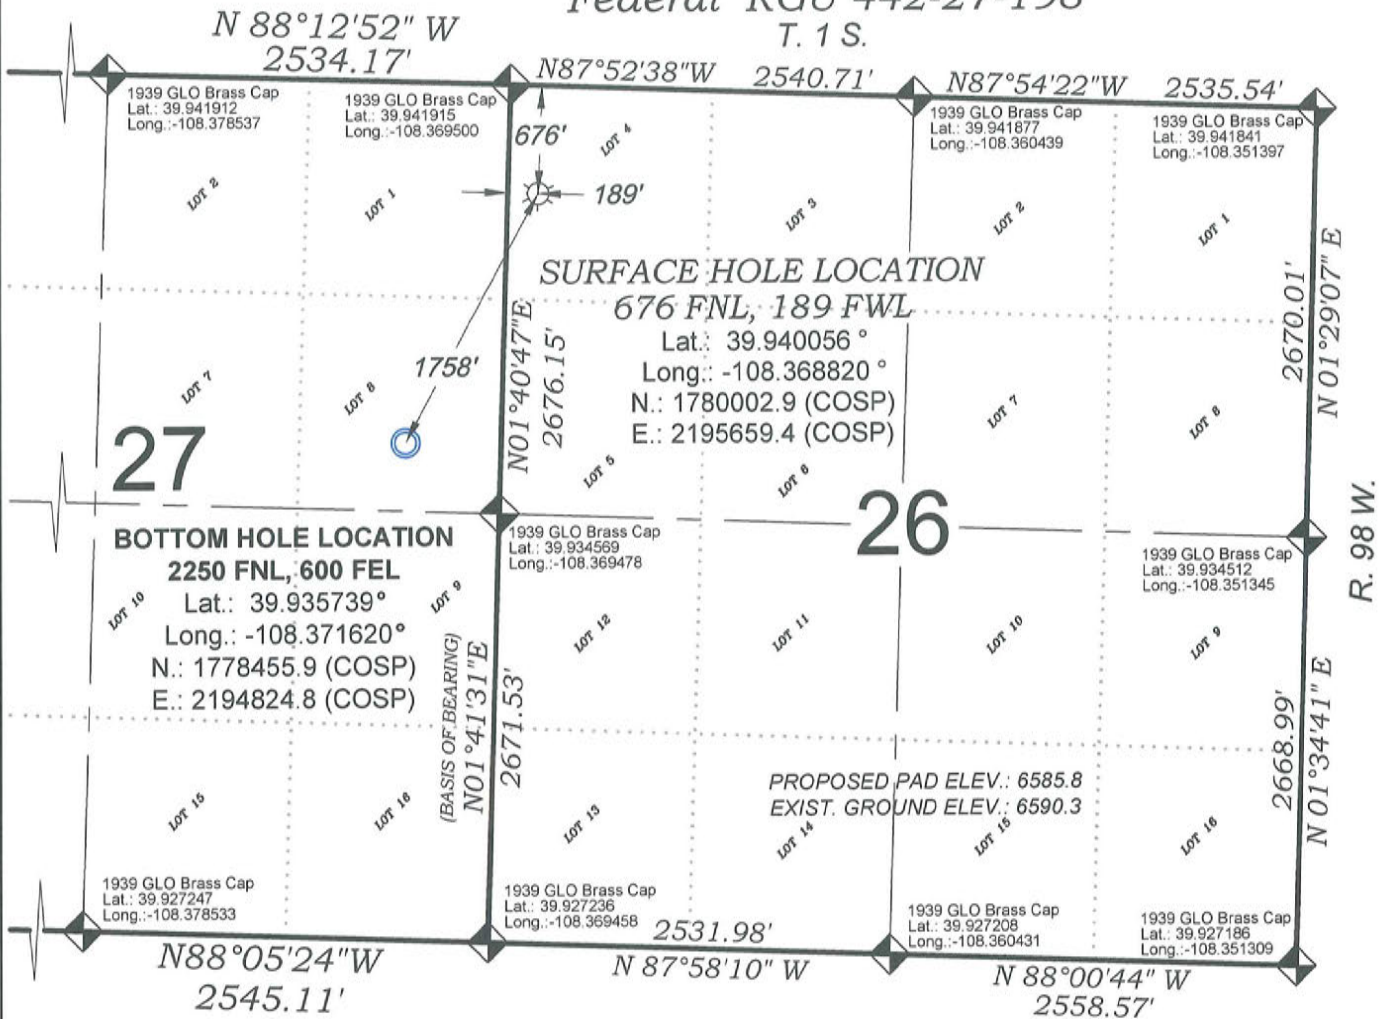 Federal RGU 442-27-198
T. 1 S.
N 88°12'52" W
2534.17'
N87°52'38"W 2540.71'
N87°54'22"W 2535.54'
1939 GLO Brass Cap
Lat.: 39.941912
Long.:-108.378537
1939 GLO Brass Cap
Lat.: 39.941915
Long.:-108.369500
1939 GLO Brass Cap
Lat.: 39.941877
Long.:-108.360439
1939 GLO Brass Cap
Lat.: 39.941841
Long.:-108.351397
676'
LOT 4
189'
LOT 2
LOT 1
LOT 3
LOT 2
LOT 1
SURFACE HOLE LOCATION
676 FNL, 189 FWL
Lat.: 39.940056 °
Long.: -108.368820 °
N.: 1780002.9 (COSP)
E.: 2195659.4 (COSP)
N01°40'47"E
2676.15'
2670.01'
N 01°29'07" E
1758'
LOT 7
LOT 8
LOT 5
LOT 6
LOT 7
LOT 8
27
26
R. 98 W.
BOTTOM HOLE LOCATION
2250 FNL, 600 FEL
Lat.: 39.935739°
Long.: -108.371620°
N.: 1778455.9 (COSP)
E.: 2194824.8 (COSP)
1939 GLO Brass Cap
Lat.: 39.934569
Long.:-108.369478
1939 GLO Brass Cap
Lat.: 39.934512
Long.:-108.351345
LOT 10
LOT 9
LOT 12
LOT 11
LOT 10
LOT 9
(BASIS OF BEARING)
N01°41'31"E
2671.53'
2668.99'
N 01°34'41" E
PROPOSED PAD ELEV.: 6585.8
EXIST. GROUND ELEV.: 6590.3
LOT 15
LOT 16
LOT 13
LOT 14
LOT 15
LOT 16
1939 GLO Brass Cap
Lat.: 39.927247
Long.:-108.378533
1939 GLO Brass Cap
Lat.: 39.927236
Long.:-108.369458
1939 GLO Brass Cap
Lat.: 39.927208
Long.:-108.360431
1939 GLO Brass Cap
Lat.: 39.927186
Long.:-108.351309
N88°05'24"W
2545.11'
2531.98'
N 87°58'10" W
N 88°00'44" W
2558.57'